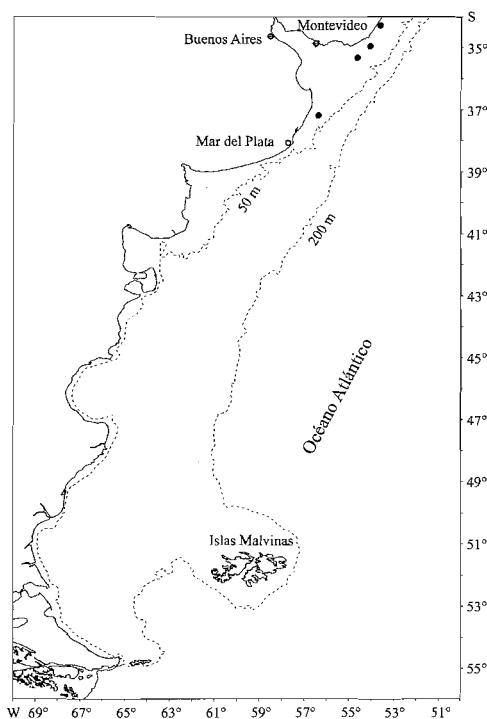 S
Montevideo
Buenos Aires
35°
37°
Mar del Plata
39°
50 m
200 m
41°
43°
45°
Océano Atlántico
47°
49°
Islas Malvinas
51°
53°
55°
W 69° 67° 65° 63° 61° 59° 57° 55° 53° 51°